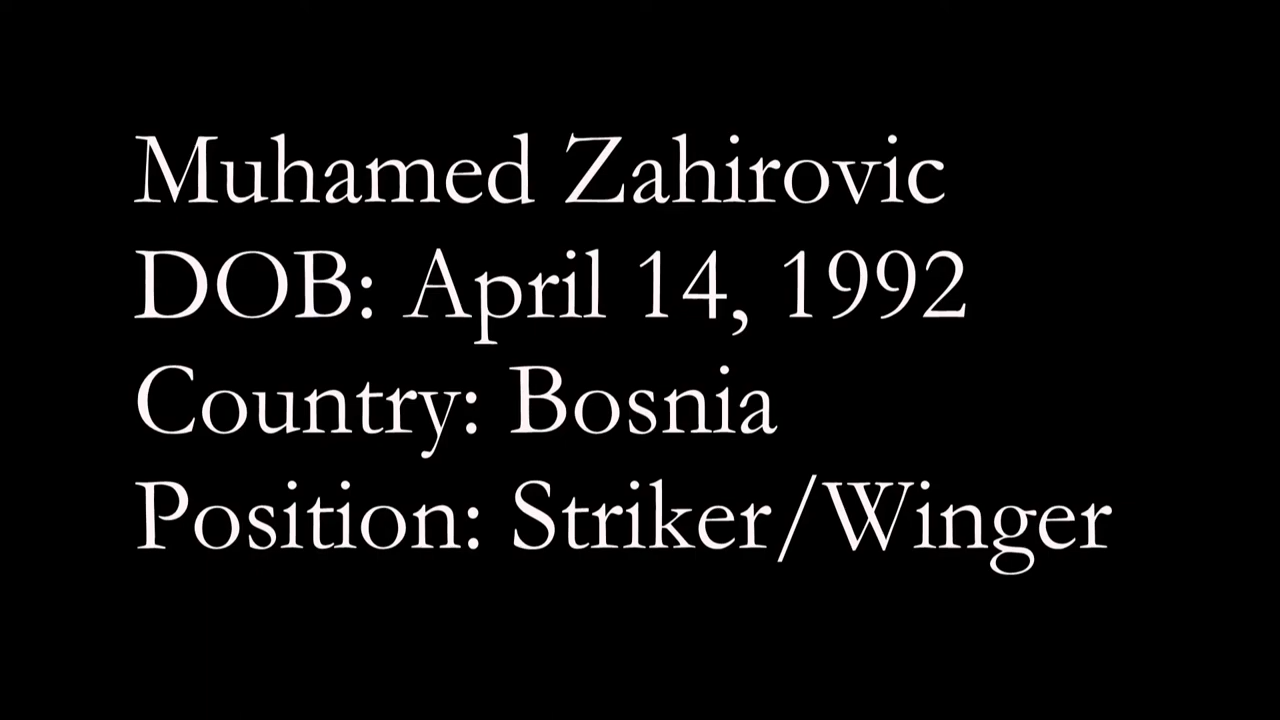 Muhamed Zahirovic
DOB: April 14, 1992
Country: Bosnia
Position: Striker/Winger